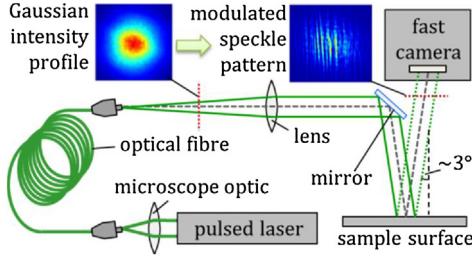 Gaussian
intensity
profile
modulated
speckle
pattern
fast
camera
lens
optical fibre
mirror
~3°
microscope optic
pulsed laser
sample surface